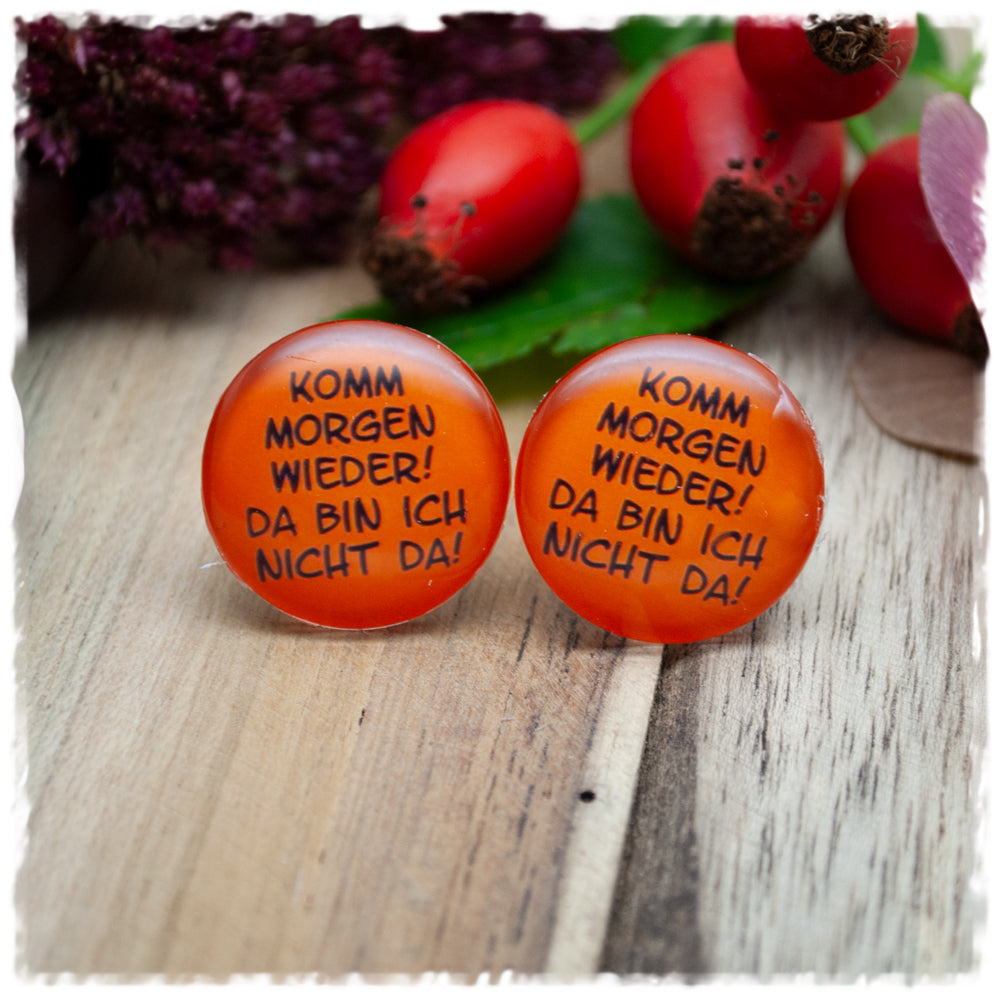 KOMM
MORGEN
WIEDER!
DA BIN ICH
NICHT DA!
KOMM
MORGEN
WIEDER!
DA BIN ICH
NICHT DA!